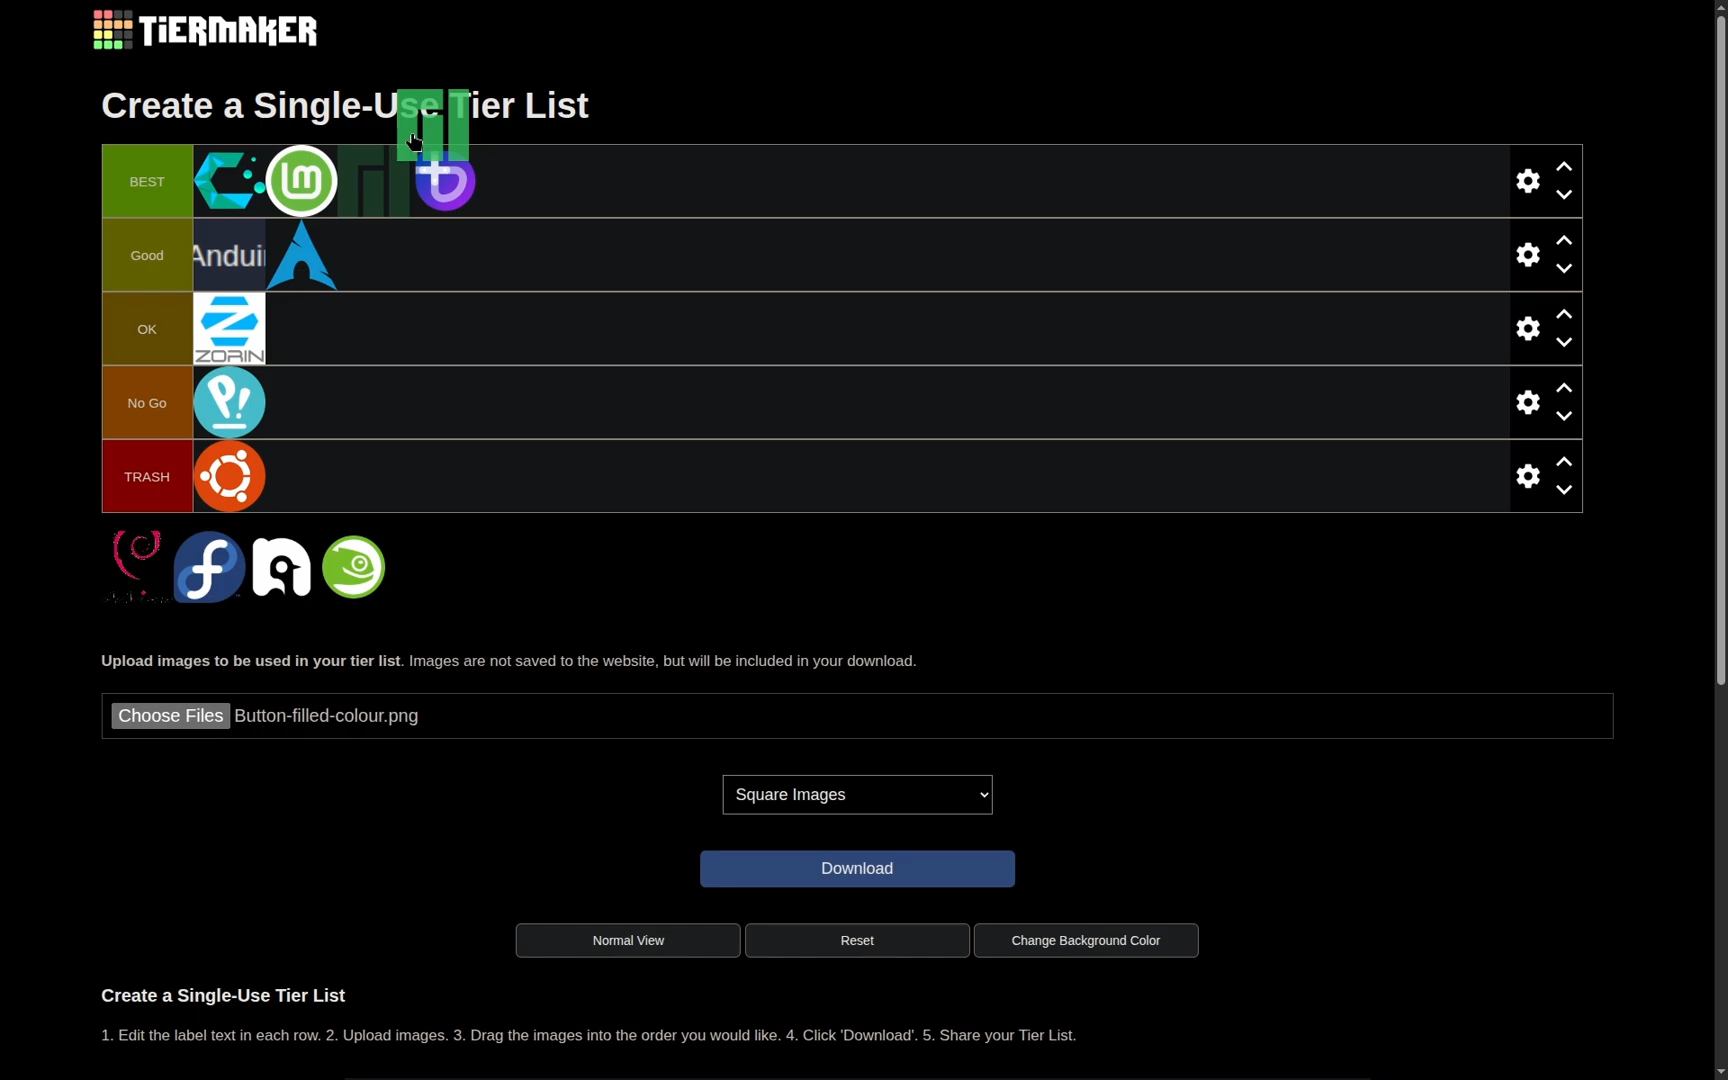 TiERMAKER
Create a Single-Use Tier List
BEST
Good
Andui
OK
ZORIN
No Go
TRASH
Upload images to be used in your tier list. Images are not saved to the website, but will be included in your download.
Choose Files Button-filled-colour.png
Square Images
Download
Normal View
Reset
Change Background Color
Create a Single-Use Tier List
1. Edit the label text in each row. 2. Upload images. 3. Drag the images into the order you would like. 4. Click 'Download'. 5. Share your Tier List.